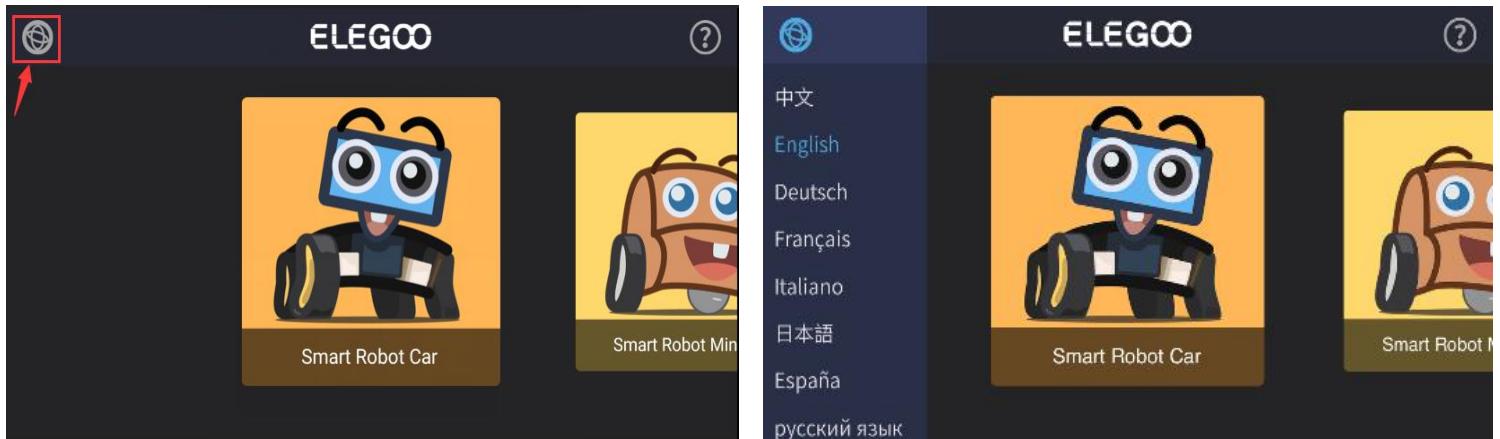 ELEGOO
?
Smart Robot Car
Smart Robot Min
ELEGOO
?
中文
English
Deutsch
Français
Italiano
日本語
España
русский язык
Smart Robot Car
Smart Robot